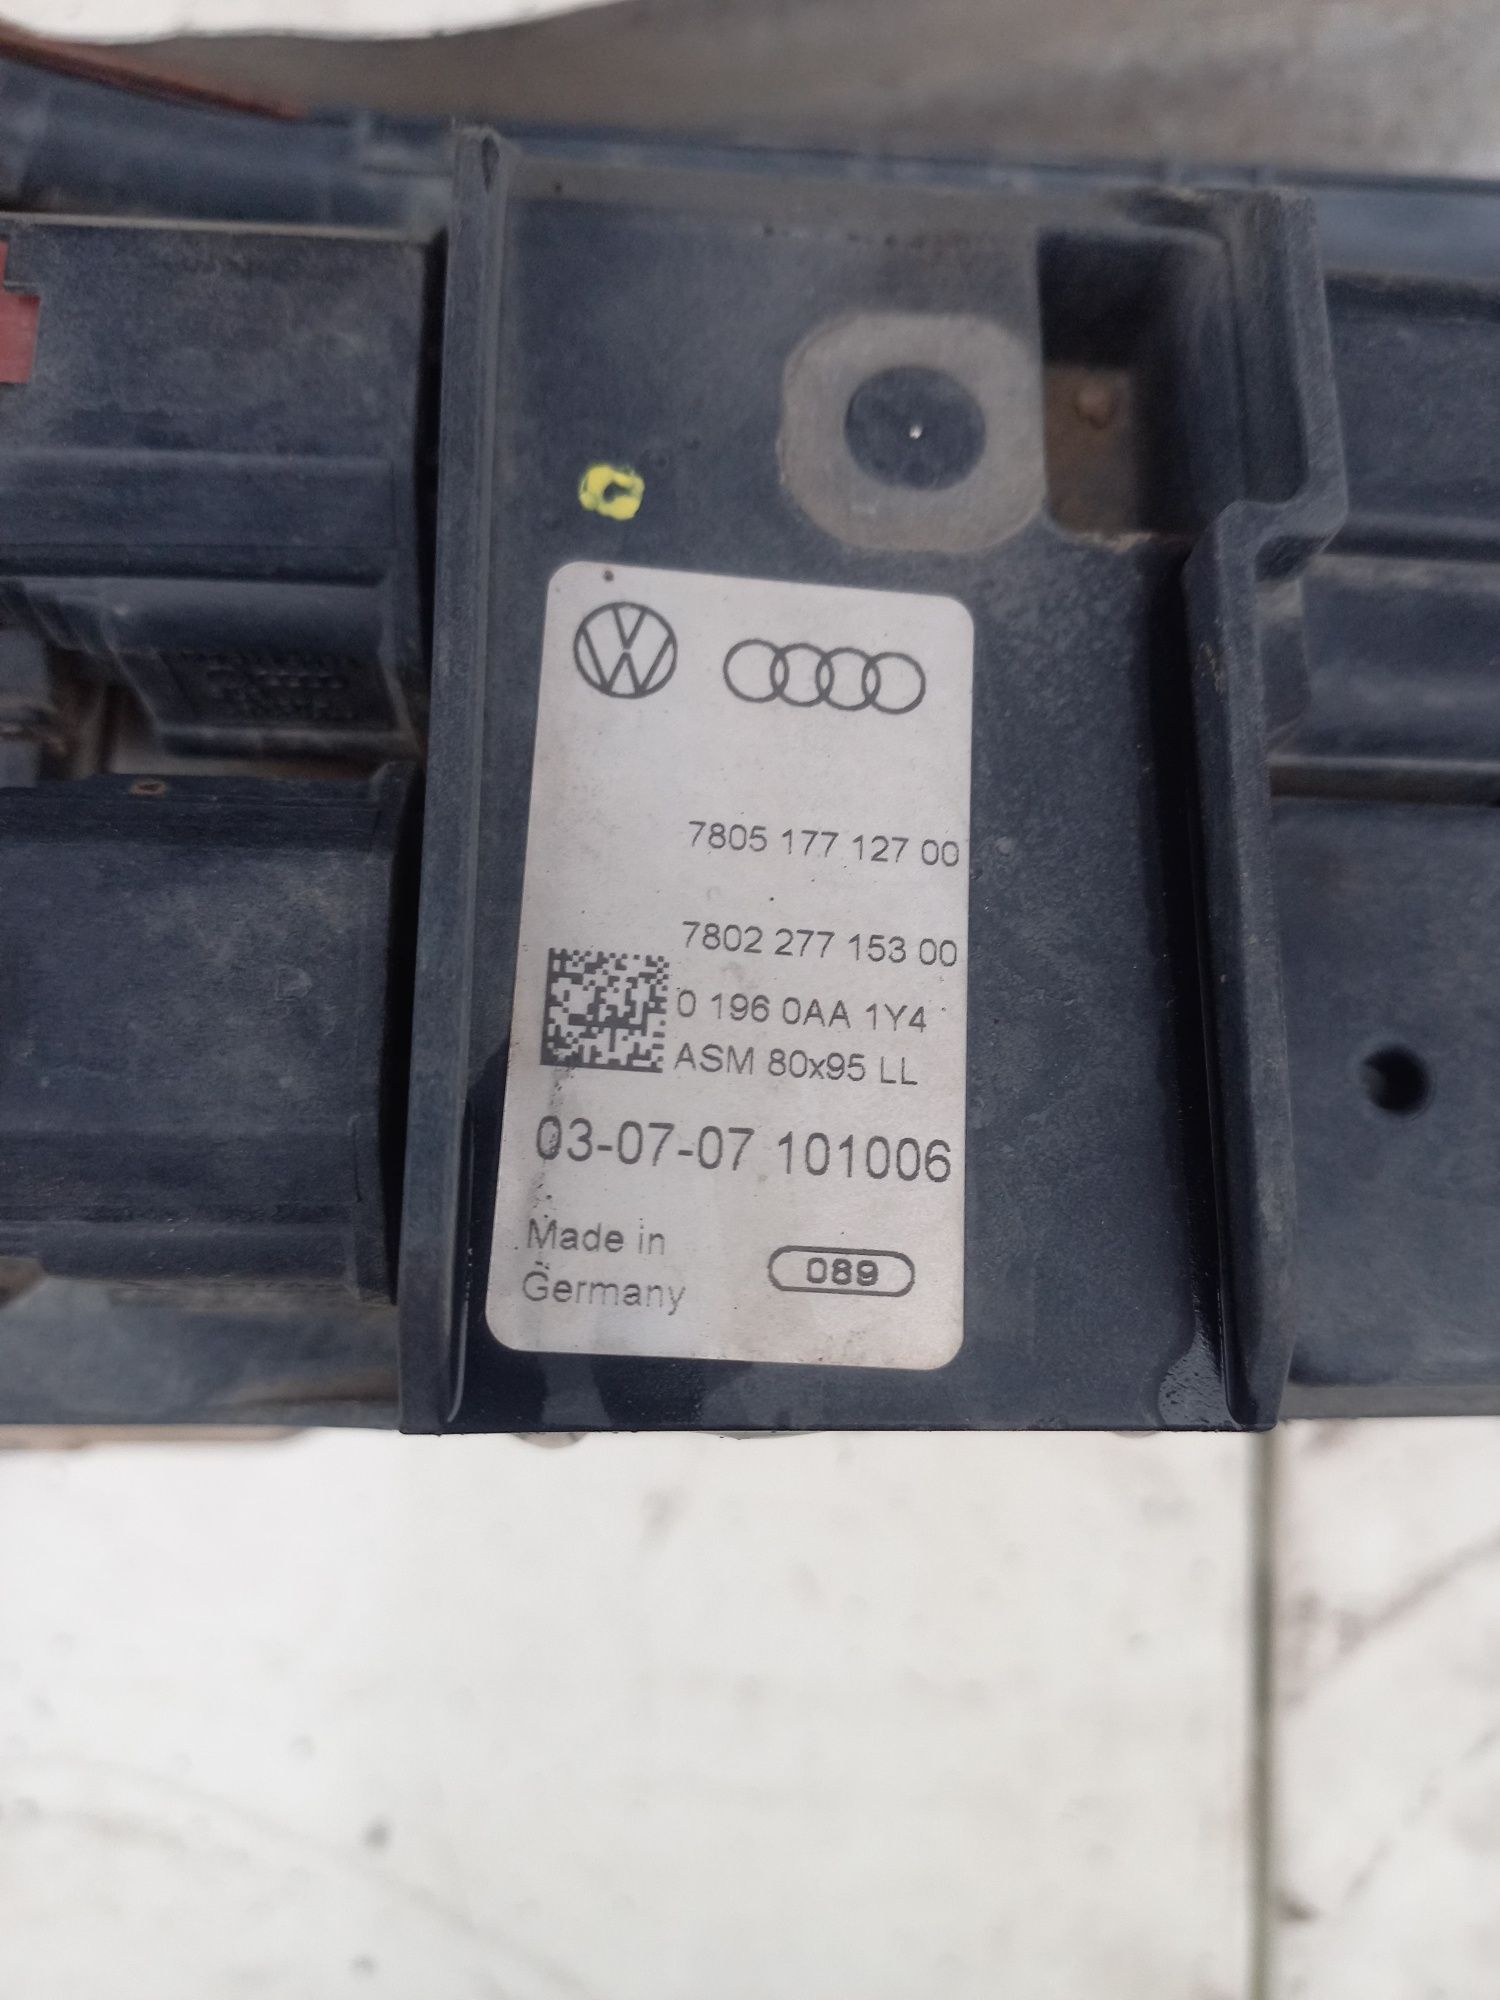 7805 177 127 00
7802 277 153 00
0 196 0AA 1Y4
ASM 80x95 LL
03-07-07 101006
Made in
Germany
089